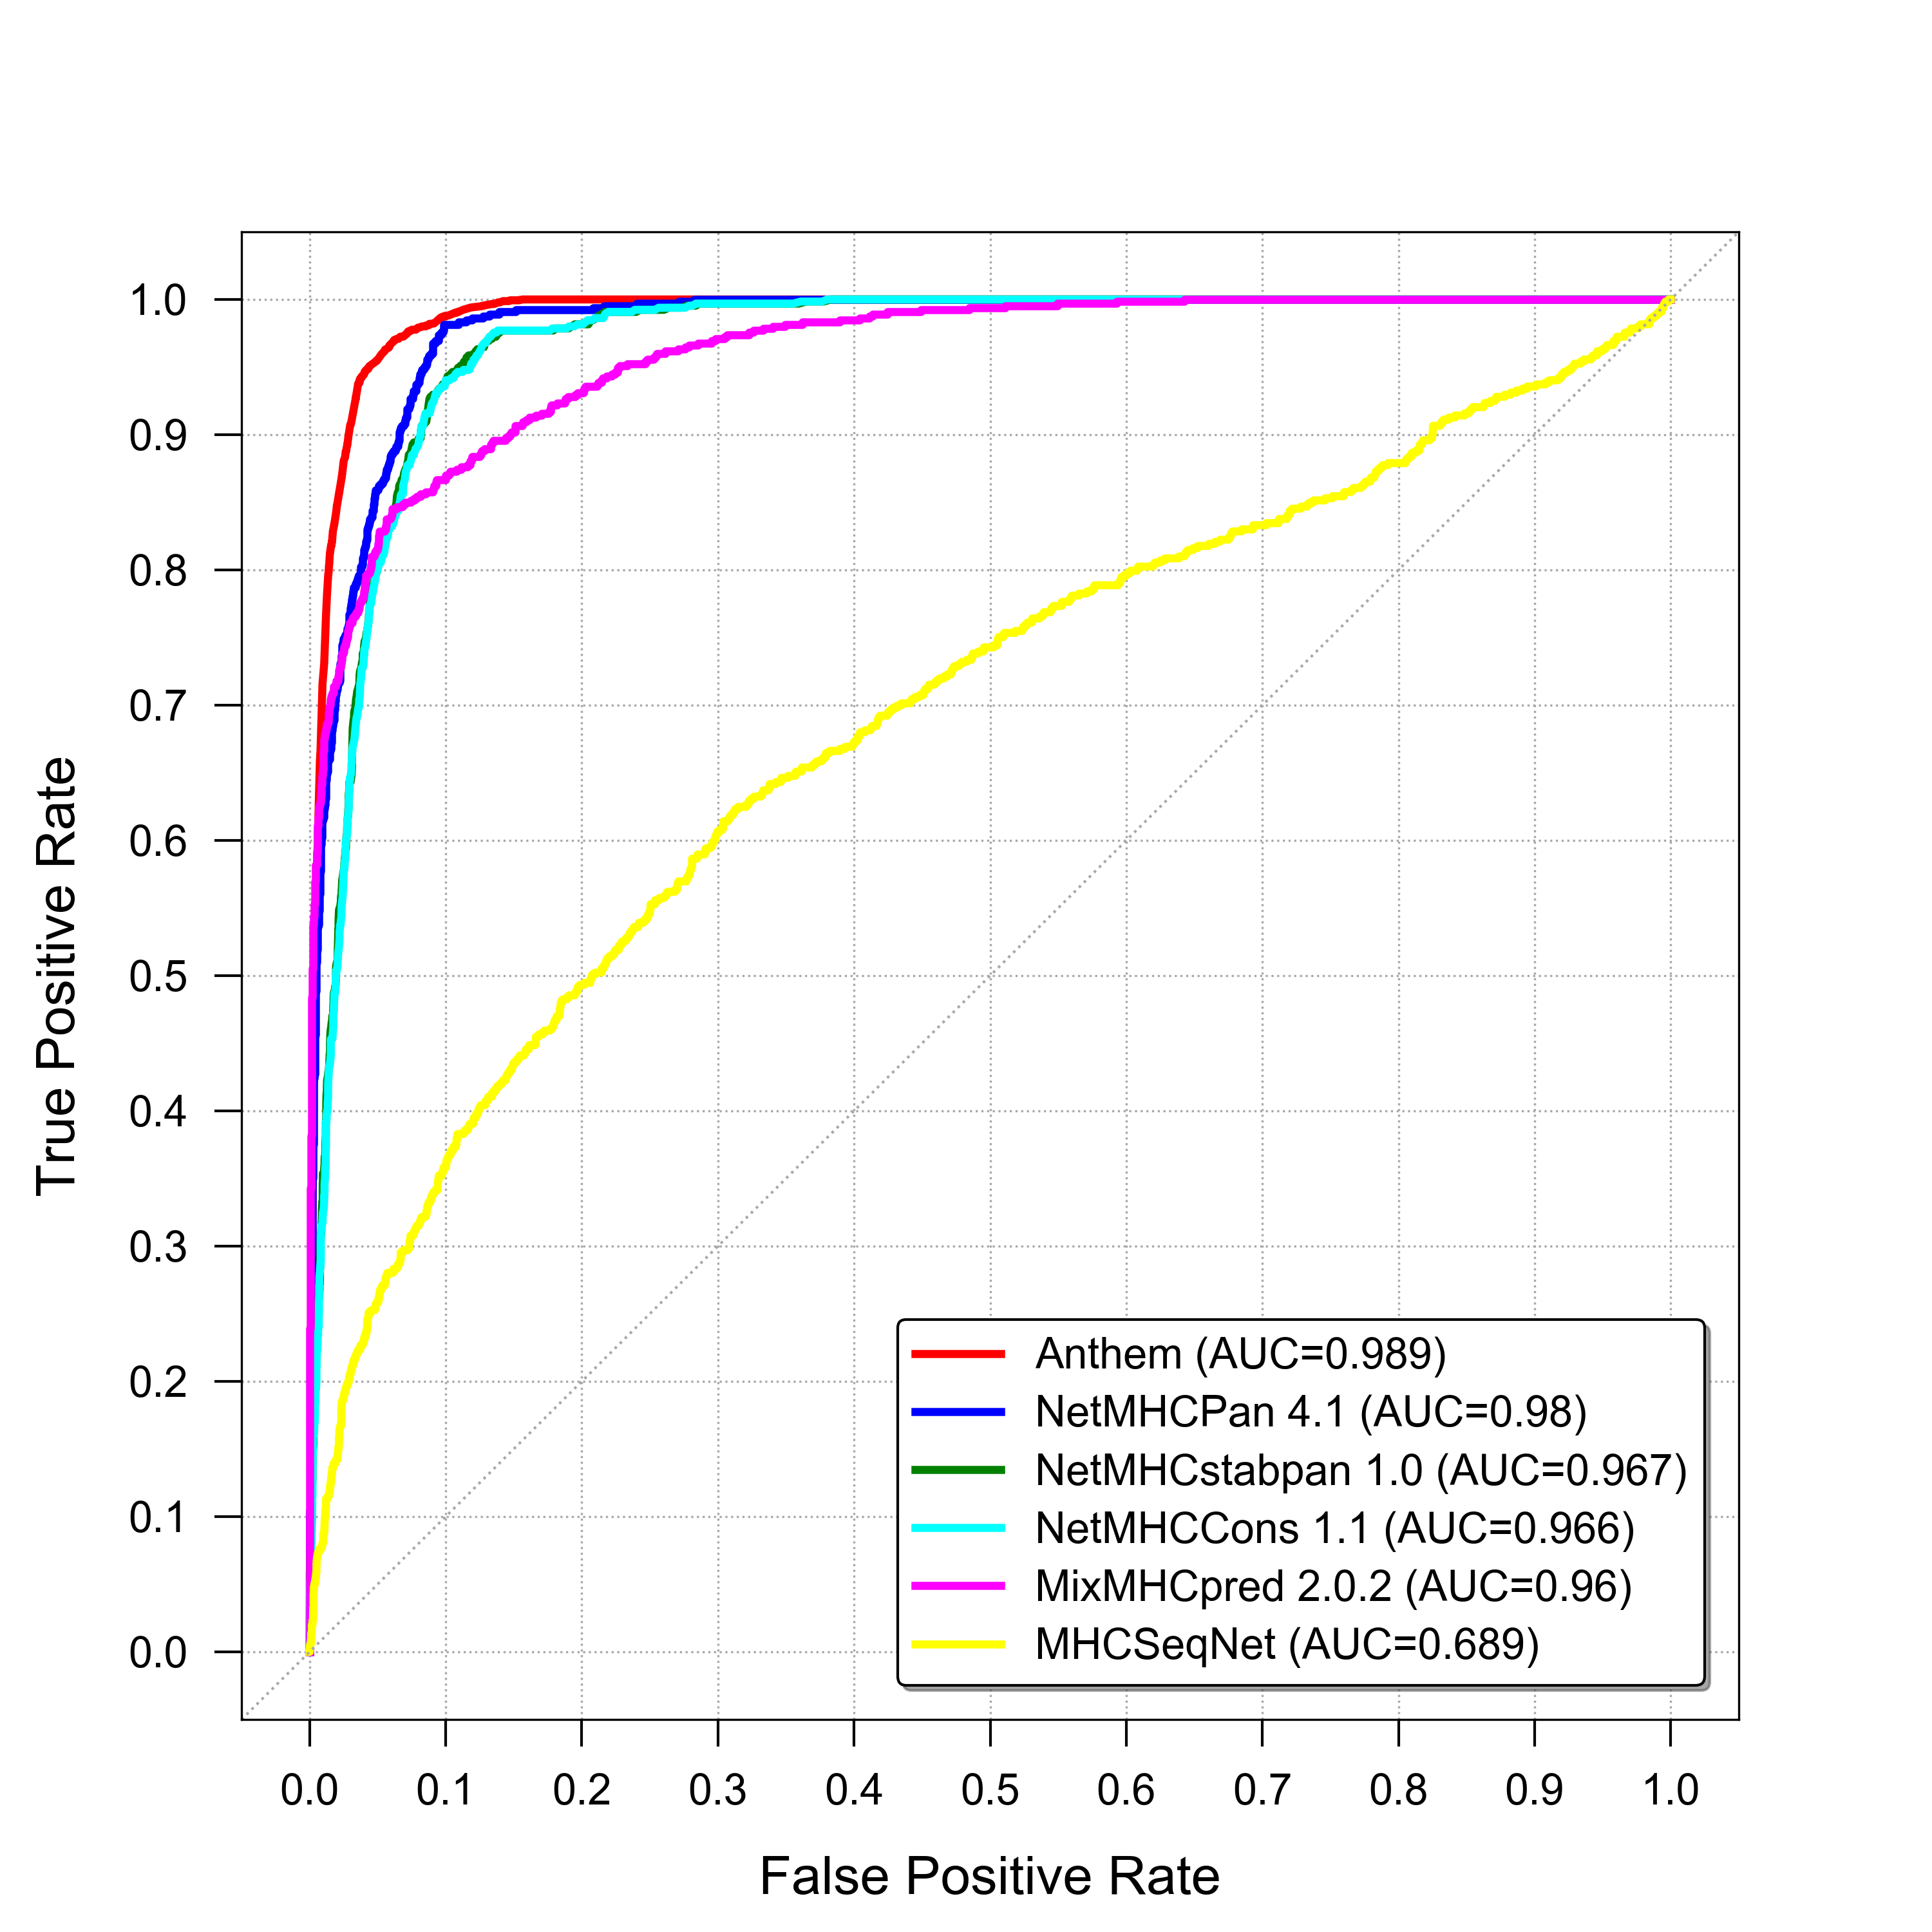 1.0
0.9
0.8
0.7
0.6
0.5
0.4
0.3
0.2
0.1
0.0
True Positive Rate
Anthem (AUC=0.989)
NetMHCPan 4.1 (AUC=0.98)
NetMHCstabpan 1.0 (AUC=0.967)
NetMHCCons 1.1 (AUC=0.966)
MixMHCpred 2.0.2 (AUC=0.96)
MHCSeqNet (AUC=0.689)
0.0 0.1 0.2 0.3 0.4 0.5 0.6 0.7 0.8 0.9 1.0
False Positive Rate